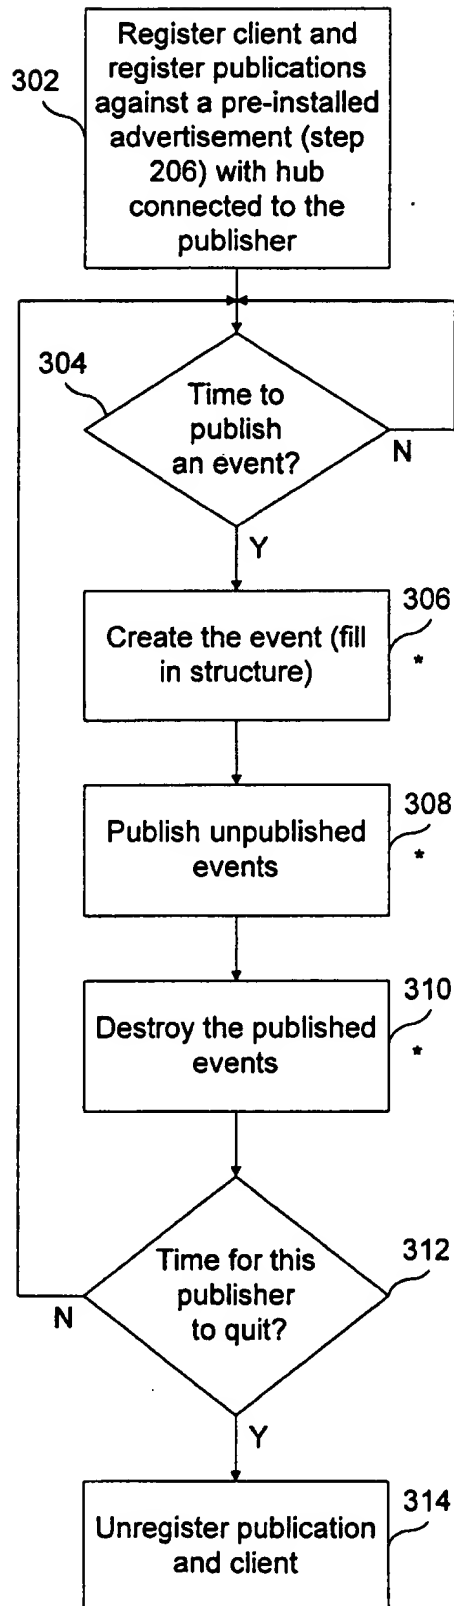 302
Register client and
register publications
against a pre-installed
advertisement (step
206) with hub
connected to the
publisher
304
Time to
publish
an event?
N
Y
306
Create the event (fill
in structure)
*
308
Publish unpublished
events
*
310
Destroy the published
events
*
312
Time for this
publisher
to quit?
N
Y
314
Unregister publication
and client